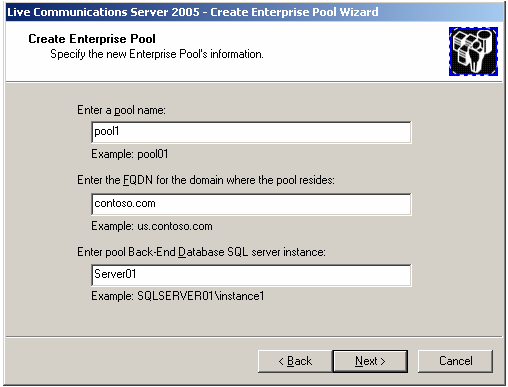 Live Communications Server 2005 - Create Enterprise Pool Wizard
Create Enterprise Pool
Specify the new Enterprise Pool's information.
Enter a pool name:
pool1
Example: pool01
Enter the FQDN for the domain where the pool resides:
contoso.com
Example: us.contoso.com
Enter pool Back-End Database SQL server instance:
Server01
Example: SQLSERVER01\instance1
< Back
Next >
Cancel